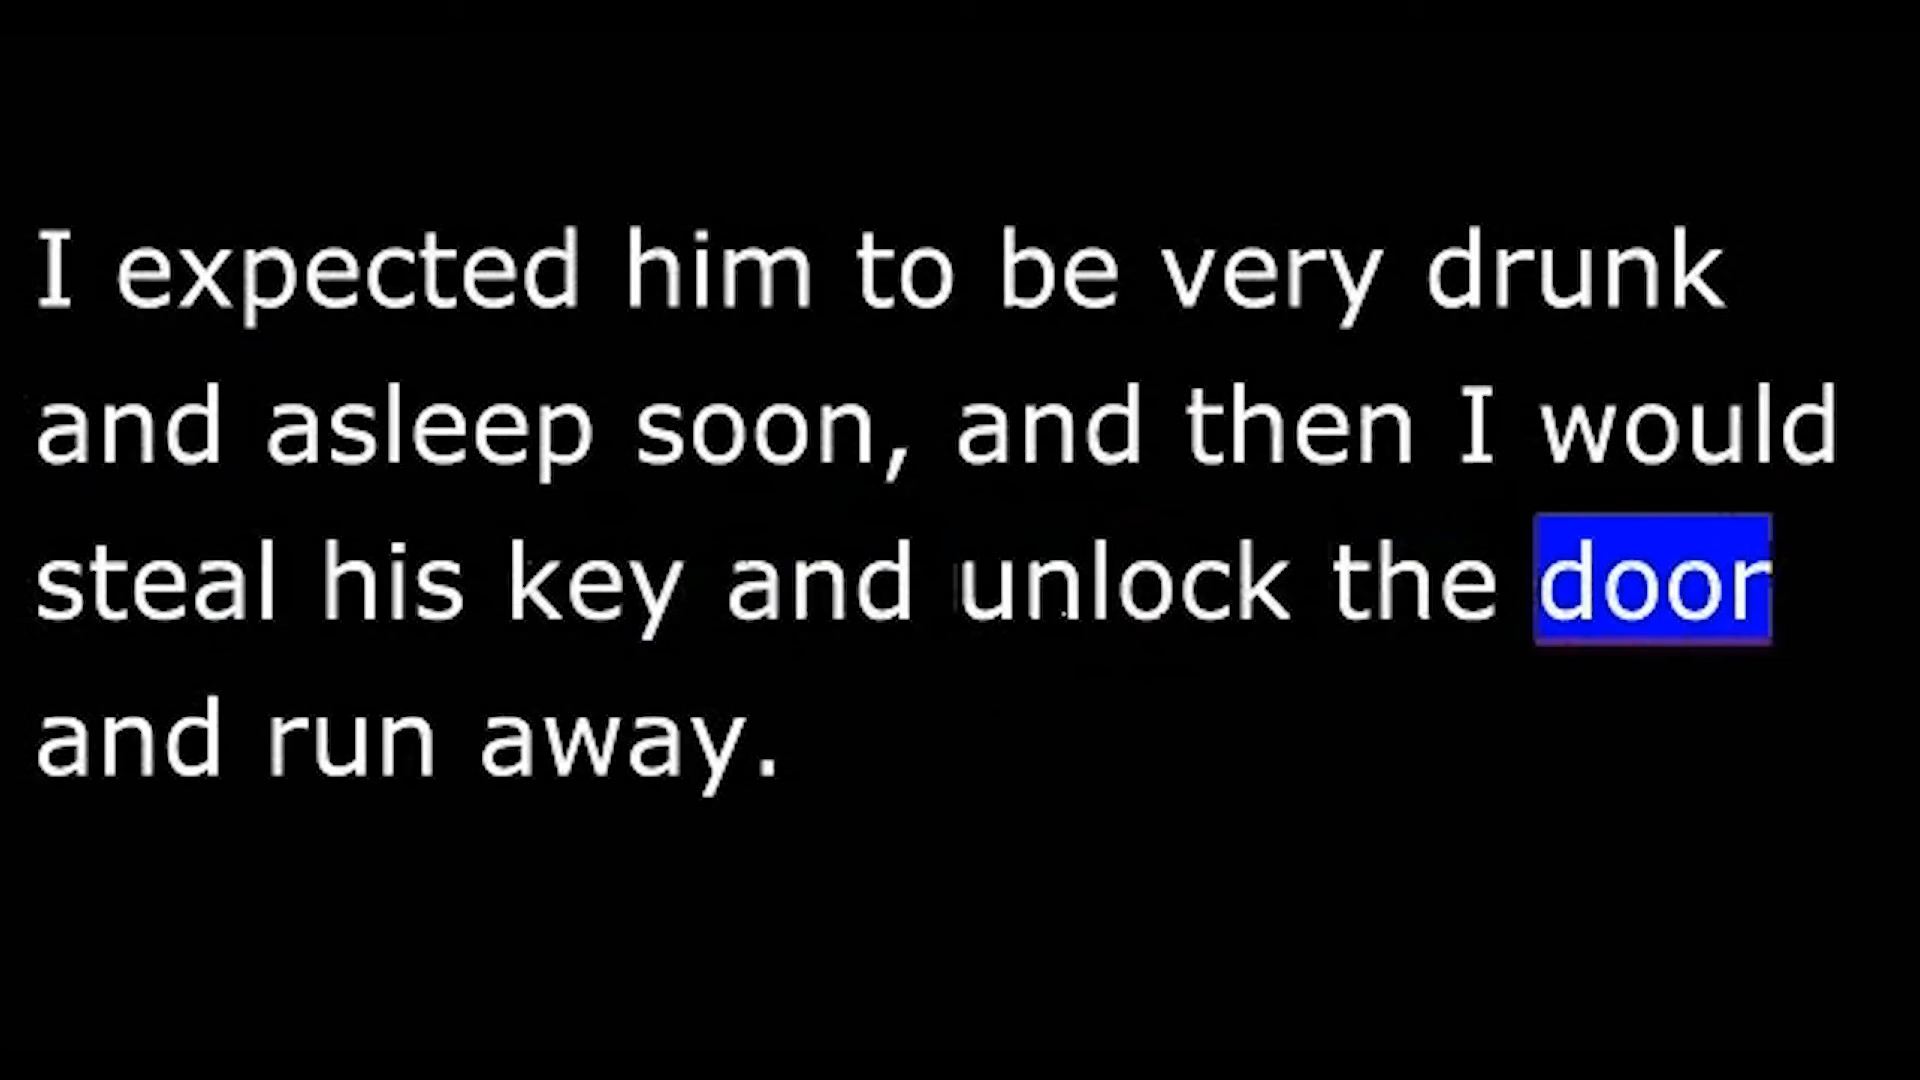 I expected him to be very drunk
and asleep soon, and then I would
steal his key and unlock the door
and run away.